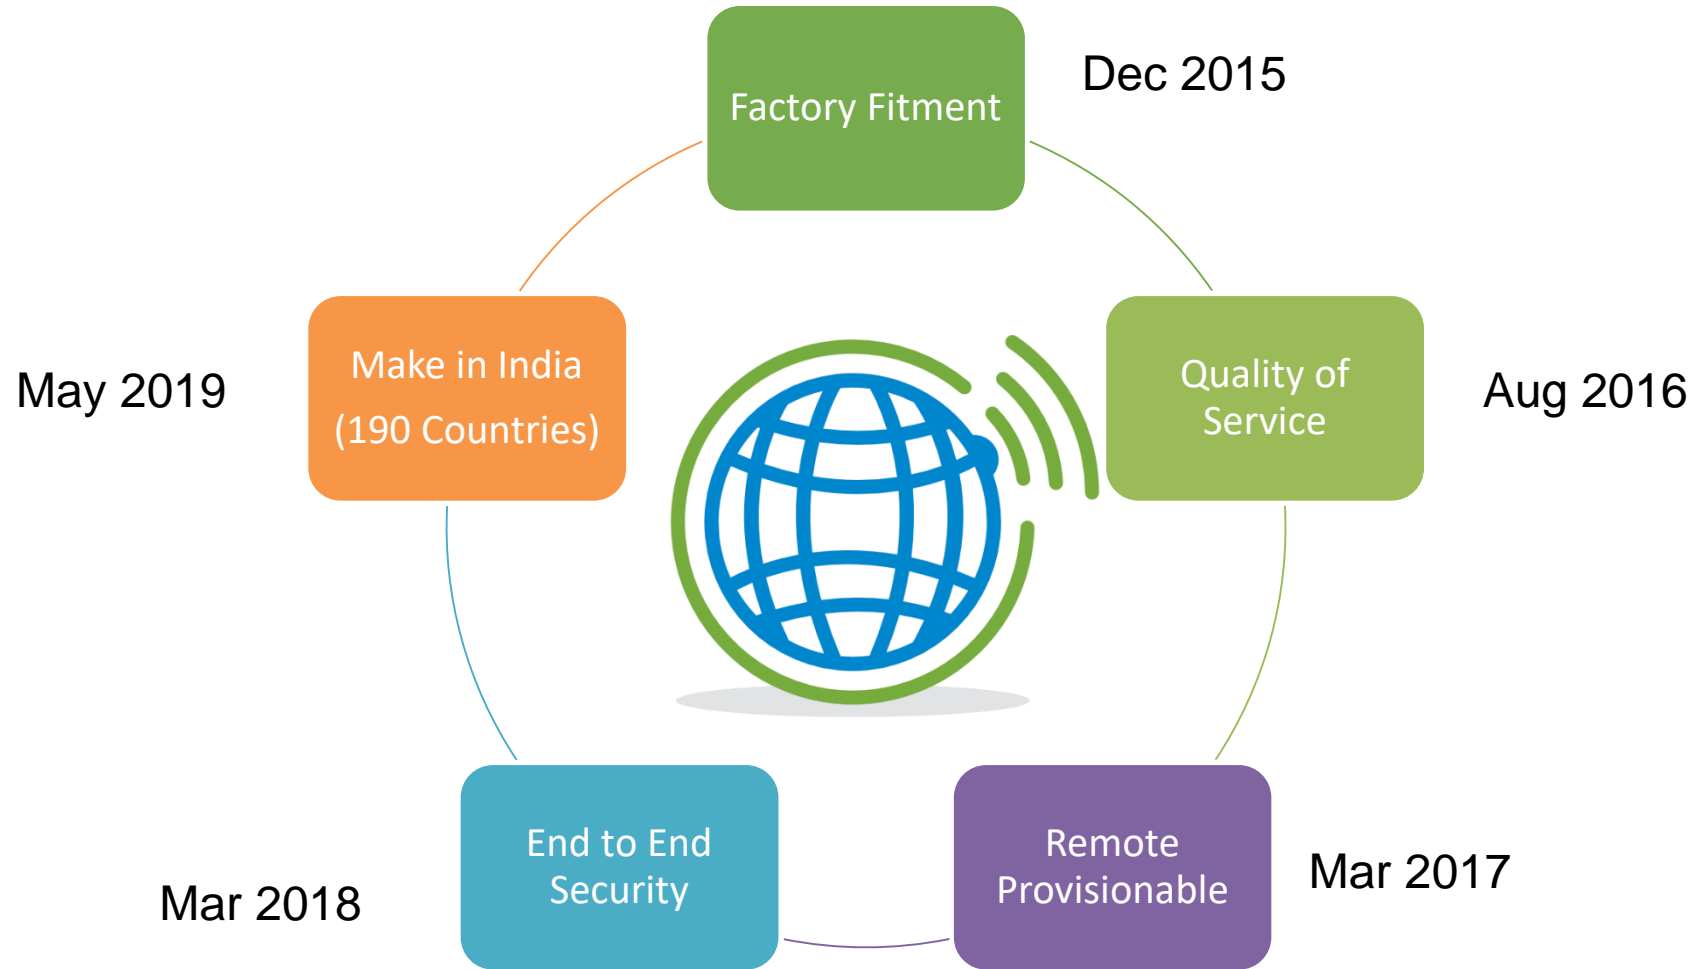 Factory Fitment
Dec 2015
Quality of
Service
Aug 2016
Remote
Provisionable
Mar 2017
End to End
Security
Mar 2018
Make in India
(190 Countries)
May 2019